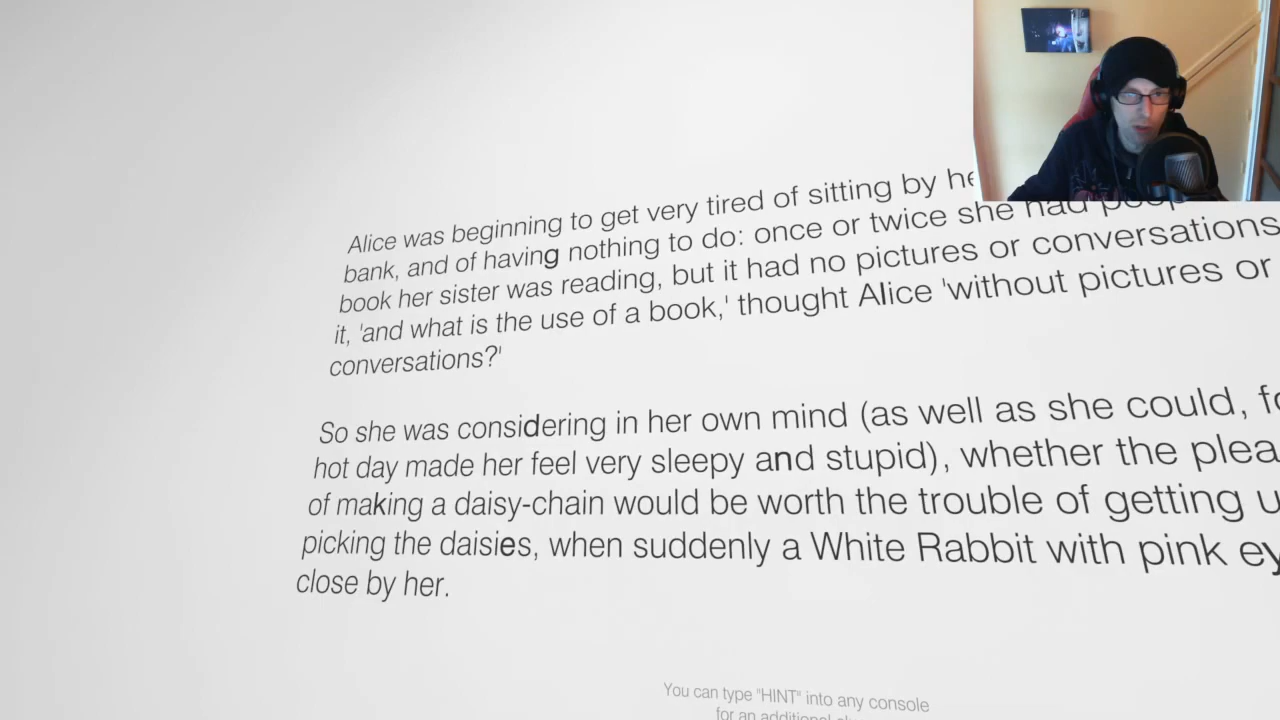 Alice was beginning to get very tired of sitting by
bank, and of having nothing to do: once or twice she had
book her sister was reading, but it had no pictures or conversations
it, 'and what is the use of a book,' thought Alice 'without pictures or
conversations?'
So she was considering in her own mind (as well as she could,
hot day made her feel very sleepy and stupid), whether the
of making a daisy-chain would be worth the trouble of getting
picking the daisies, when suddenly a White Rabbit with pink
close by her.
You can type "HINT" into any console
for an additional